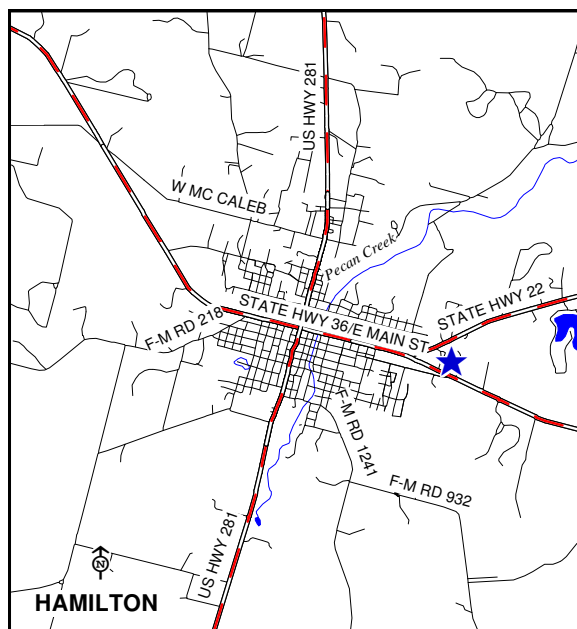 US HWY 281
W MC CALEB
Pecan Creek
STATE HWY 22
STATE HWY 36/E MAIN ST
F-M RD 218
F-M RD 1241
F-M RD 932
US HWY 281
N
HAMILTON